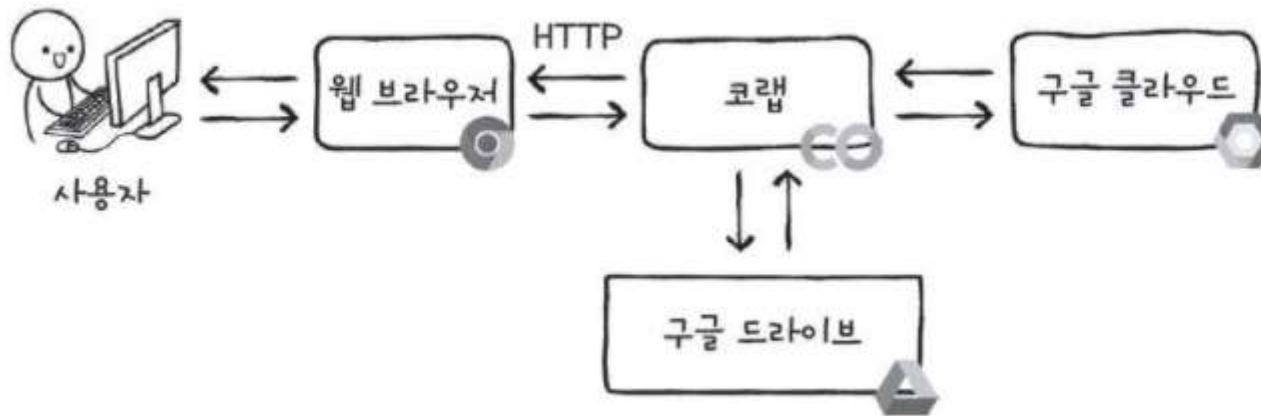 HTTP
웹 브라우저
코랩
구글 클라우드
사용자
구글 드라이브